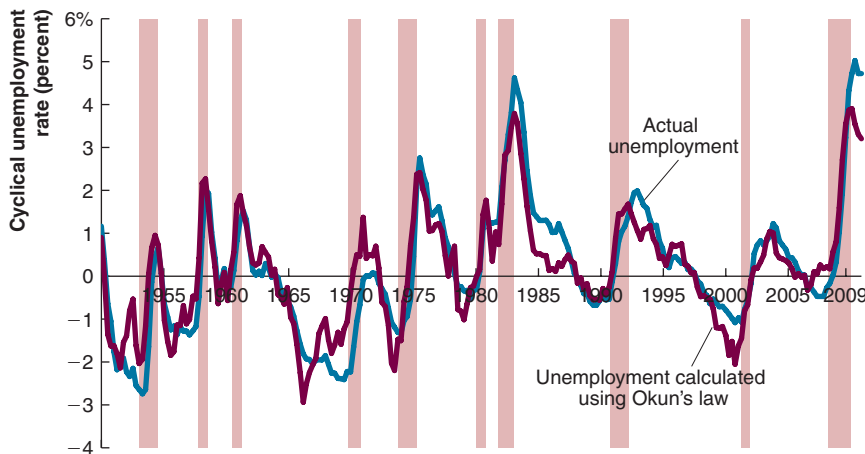 Cyclical unemployment
rate (percent)
6%
5
4
3
2
1
0
−1
−2
−3
−4
1955 1960 1965 1970 1975 1980 1985 1990 1995 2000 2005 2009
Actual
unemployment
Unemployment calculated
using Okun's law